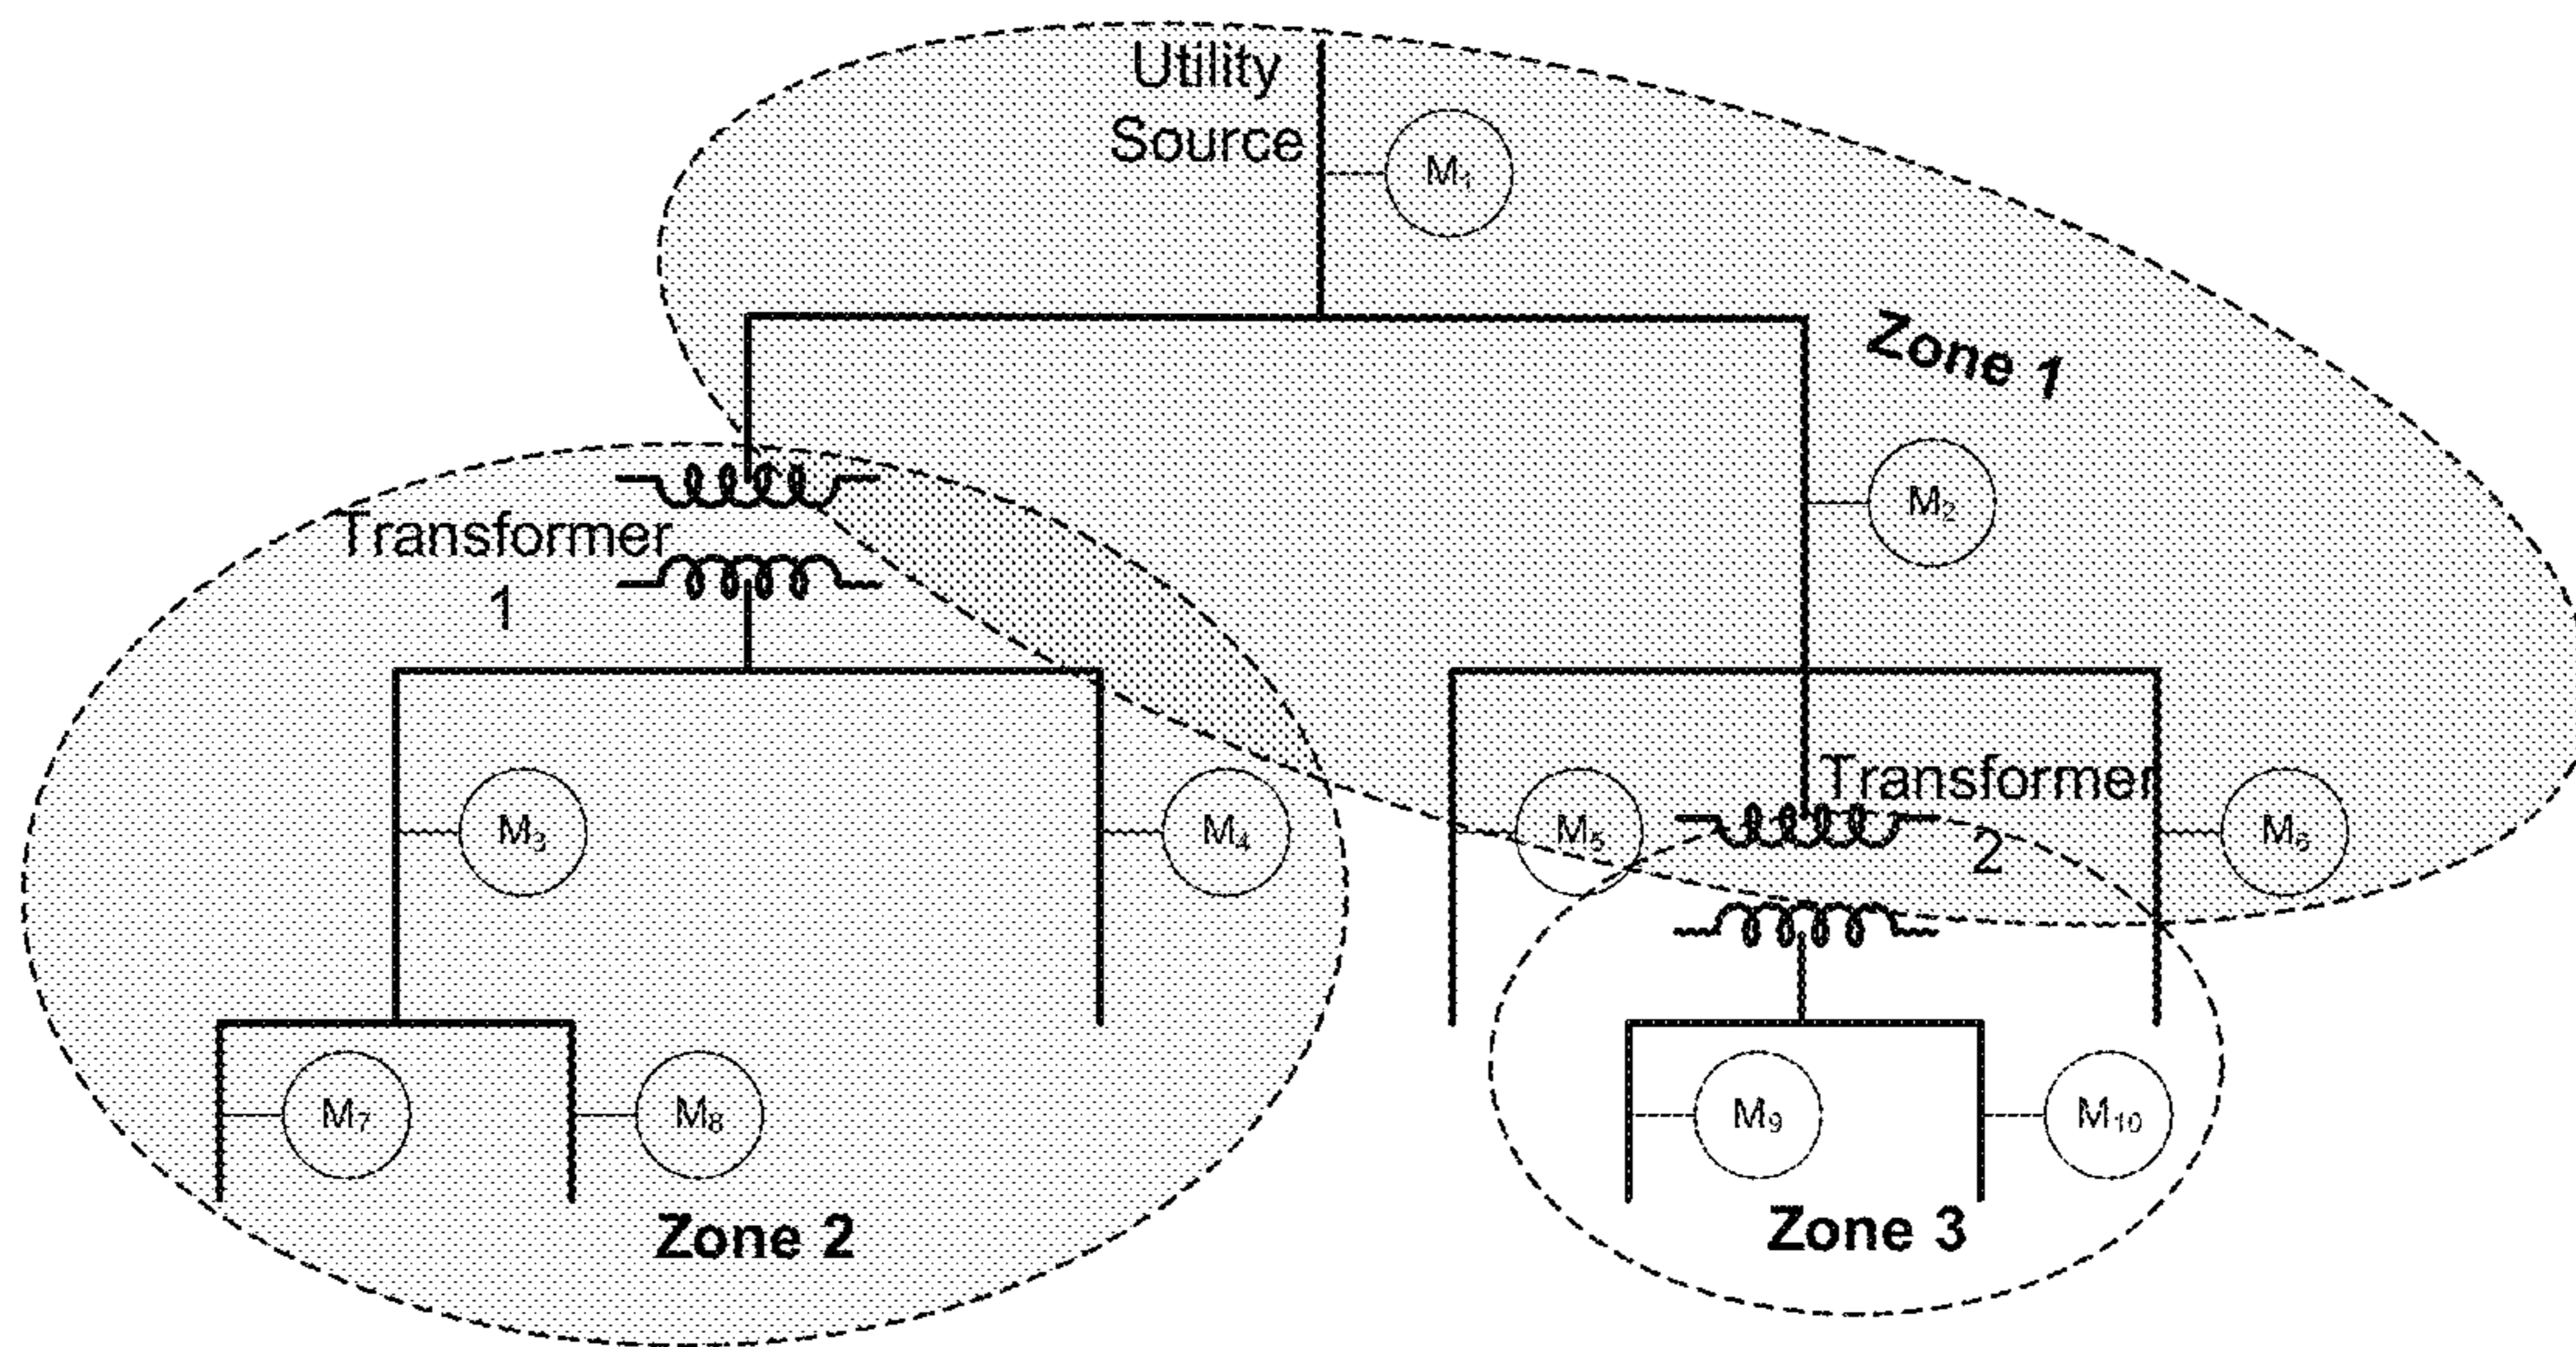 Utility
Source
M₁
Zone 1
M₂
Transformer
1
Transformer
2
M₃
M₄
M₅
M₆
M₇
M₈
M₉
M₁₀
Zone 2
Zone 3